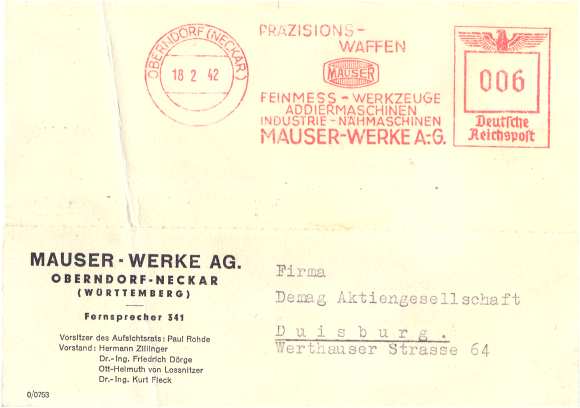 OBERNDORF (NECKAR)
18 2 42
PRÄZISIONS-
WAFFEN
MAUSER
FEINMESS-WERKZEUGE
ADDIERMASCHINEN
INDUSTRIE-NÄHMASCHINEN
MAUSER-WERKE A.-G.
006
Deutsche
Reichspost
MAUSER-WERKE AG.
OBERNDORF-NECKAR
(WÜRTTEMBERG)
Fernsprecher 341
Vorsitzer des Aufsichtsrats: Paul Rohde
Vorstand: Hermann Zillinger
Dr.-Ing. Friedrich Dörge
Ott-Helmuth von Lossnitzer
Dr.-Ing. Kurt Fleck
0/0753
Firma
Demag Aktiengesellschaft
Duisburg.
Werthauser Strasse 64